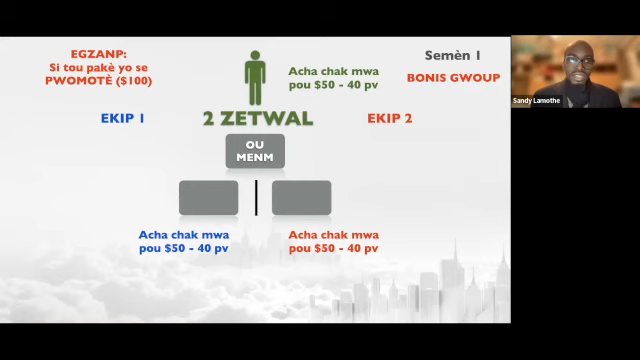 EGZANP:
Si tou pakè yo se
PWOMOTÈ ($100)
Acha chak mwa
pou $50 - 40 pv
Semèn 1
BONIS GWOUP
EKIP 1
2 ZETWAL
EKIP 2
OU
MENM
Acha chak mwa
pou $50 - 40 pv
Acha chak mwa
pou $50 - 40 pv
Sandy Lamothe